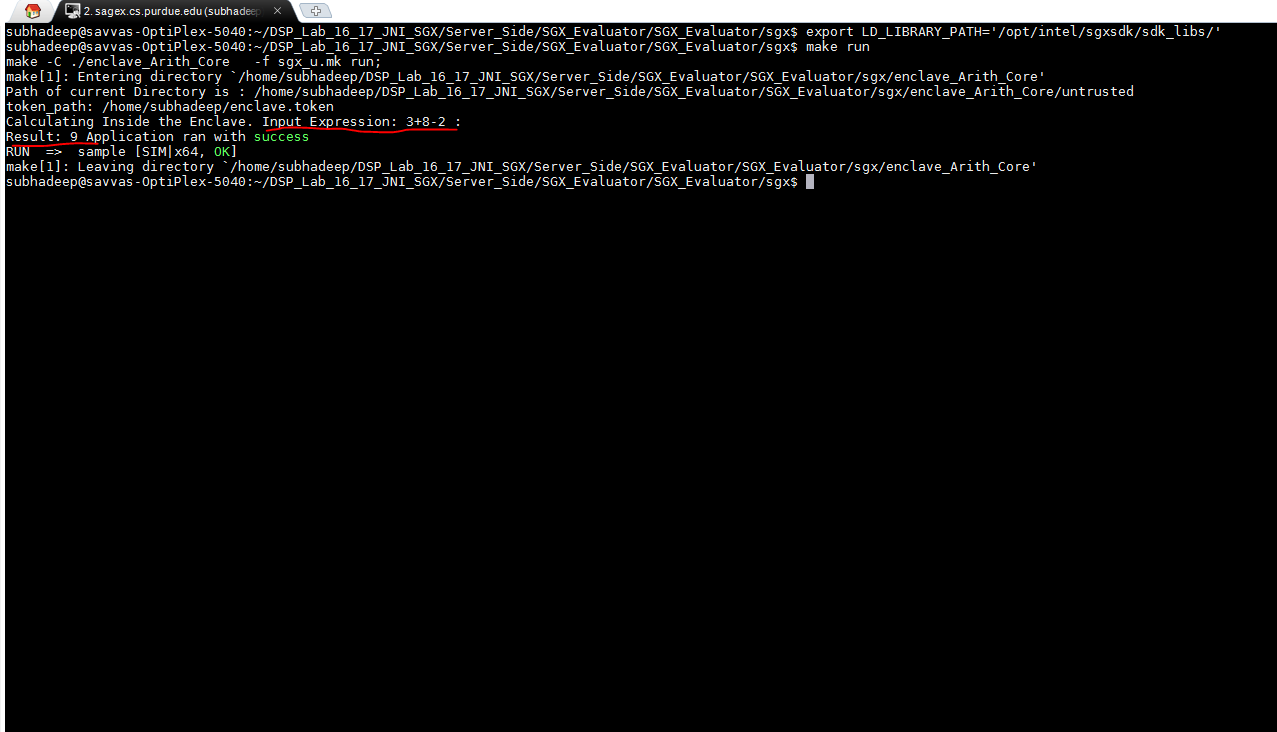 2. sagex.cs.purdue.edu (subhadeep
subhadeep@savvas-OptiPlex-5040:~/DSP_Lab_16_17_JNI_SGX/Server_Side/SGX_Evaluator/SGX_Evaluator/sgx$ export LD_LIBRARY_PATH='/opt/intel/sgxsdk/sdk_libs/'
subhadeep@savvas-OptiPlex-5040:~/DSP_Lab_16_17_JNI_SGX/Server_Side/SGX_Evaluator/SGX_Evaluator/sgx$ make run
make -C ./enclave_Arith_Core   -f sgx_u.mk run;
make[1]: Entering directory `/home/subhadeep/DSP_Lab_16_17_JNI_SGX/Server_Side/SGX_Evaluator/SGX_Evaluator/sgx/enclave_Arith_Core'
Path of current Directory is : /home/subhadeep/DSP_Lab_16_17_JNI_SGX/Server_Side/SGX_Evaluator/SGX_Evaluator/sgx/enclave_Arith_Core/untrusted
token_path: /home/subhadeep/enclave.token
Calculating Inside the Enclave. Input Expression: 3+8-2 :
Result: 9 Application ran with success
RUN  =>  sample [SIM|x64, OK]
make[1]: Leaving directory `/home/subhadeep/DSP_Lab_16_17_JNI_SGX/Server_Side/SGX_Evaluator/SGX_Evaluator/sgx/enclave_Arith_Core'
subhadeep@savvas-OptiPlex-5040:~/DSP_Lab_16_17_JNI_SGX/Server_Side/SGX_Evaluator/SGX_Evaluator/sgx$